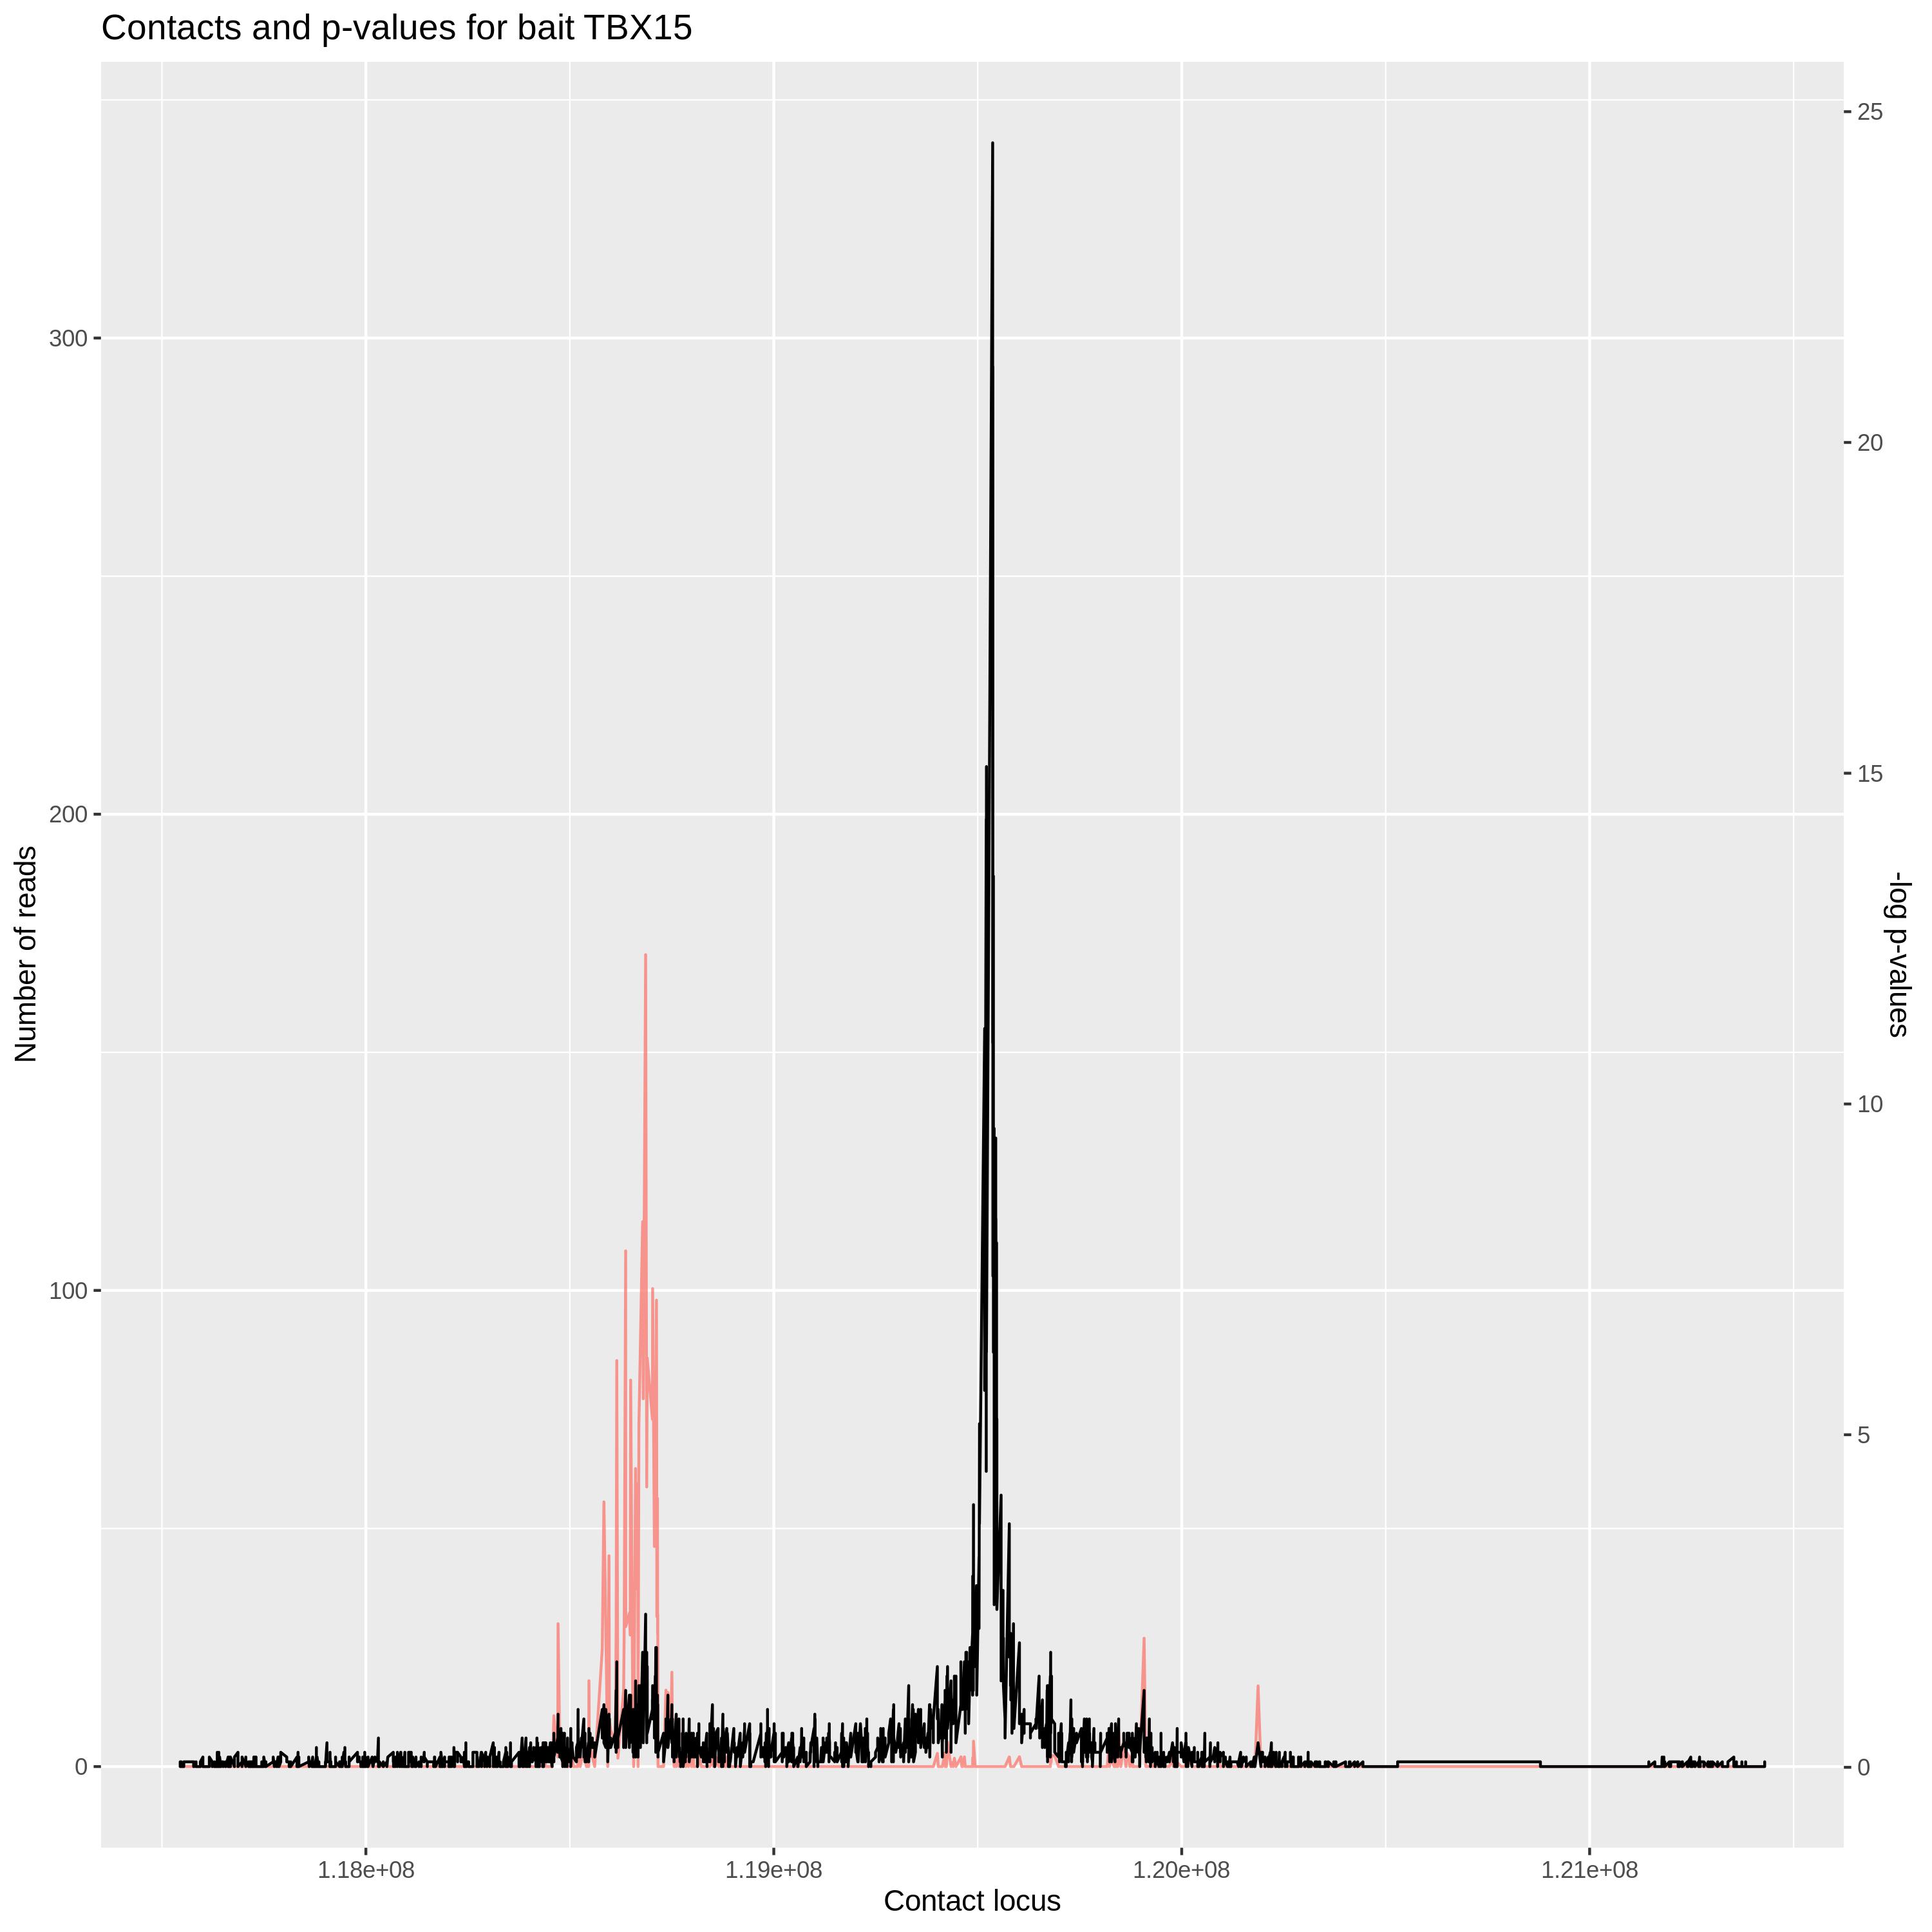 Contacts and p-values for bait TBX15
Number of reads
300
200
100
0
25
20
15
10
5
0
-log p-values
1.18e+08
1.19e+08
1.20e+08
1.21e+08
Contact locus